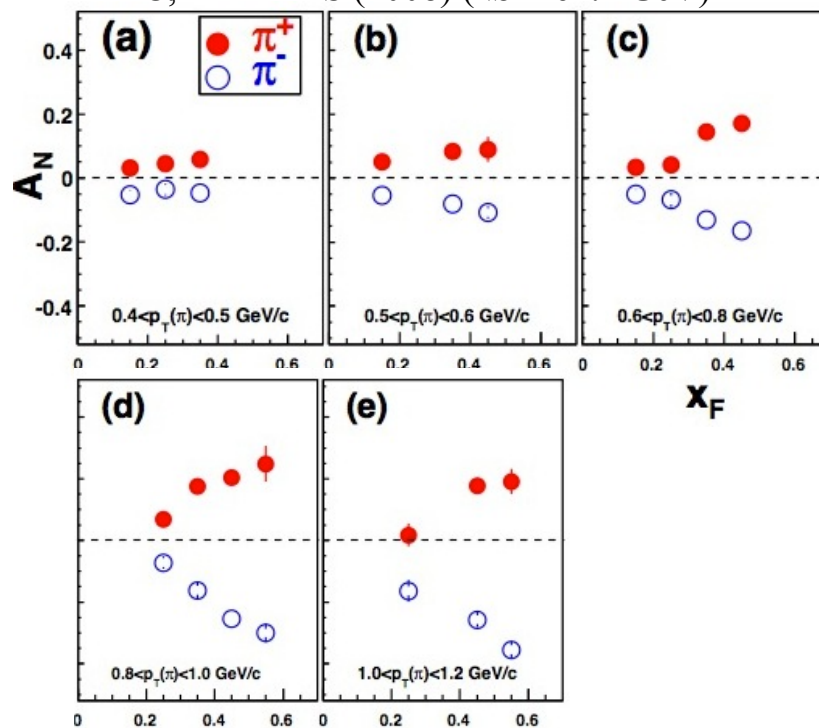 (a)
π+
π-
(b)
(c)
0.4
0.2
0
-0.2
-0.4
A_N
0.4<p_T(π)<0.5 GeV/c
0.5<p_T(π)<0.6 GeV/c
0.6<p_T(π)<0.8 GeV/c
0 0.2 0.4 0.6
0 0.2 0.4 0.6
0 0.2 0.4 0.6
x_F
(d)
(e)
0.8<p_T(π)<1.0 GeV/c
1.0<p_T(π)<1.2 GeV/c
0 0.2 0.4 0.6
0 0.2 0.4 0.6